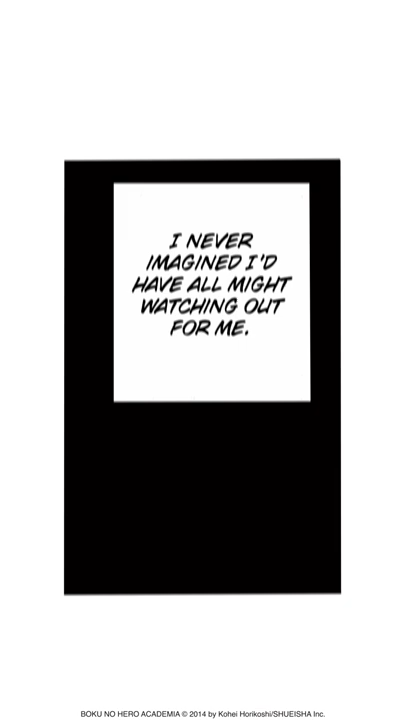 I NEVER
IMAGINED I'D
HAVE ALL MIGHT
WATCHING OUT
FOR ME.
BOKU NO HERO ACADEMIA © 2014 by Kohei Horikoshi/SHUEISHA Inc.